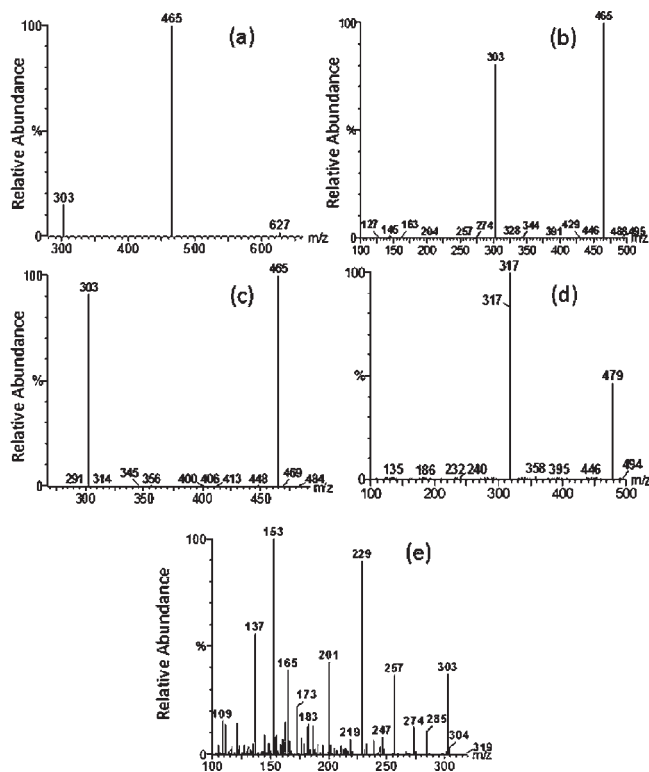 100 465 (a)
Relative Abundance
%
303
627
0
300 400 500 600 m/z
100 465 (b)
303
Relative Abundance
%
127 145 163 204 257 274 328 344 391 429 446 488 495
0
100 150 200 250 300 350 400 450 500 m/z
100 465 (c)
303
Relative Abundance
%
291 314 345 356 400 406 413 448 469 484
0
300 350 400 450 m/z
100 317 (d)
317
479
%
135 186 232 240 358 395 446 494
0
100 200 300 400 500 m/z
100 153 (e)
229
Relative Abundance
137
%
165 201 257 303
173
109 183 219 247 274 285 304 319
0
100 150 200 250 300 m/z